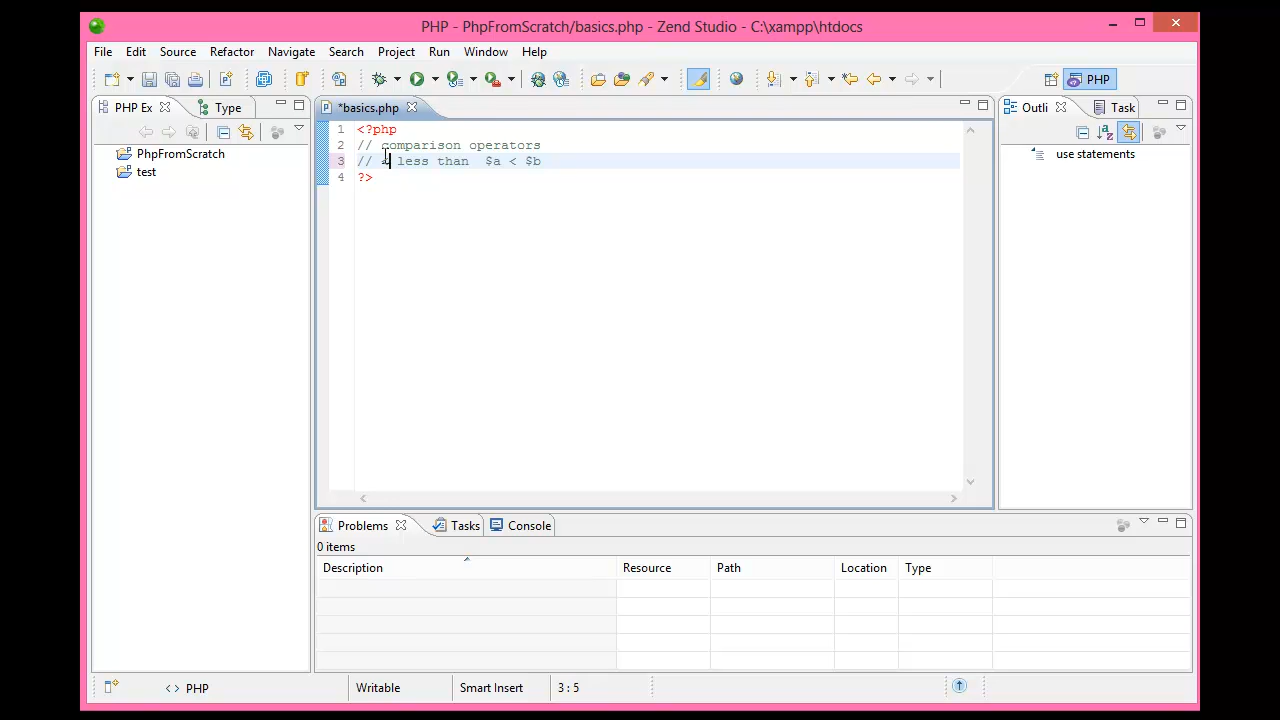 PHP - PhpFromScratch/basics.php - Zend Studio - C:\xampp\htdocs
File Edit Source Refactor Navigate Search Project Run Window Help
PHP
PHP Ex Type
*basics.php
Outli Task
PhpFromScratch
test
1 <?php
2 // comparison operators
3 // < less than $a < $b
4 ?>
use statements
Problems Tasks Console
0 items
Description Resource Path Location Type
<> PHP Writable Smart Insert 3 : 5